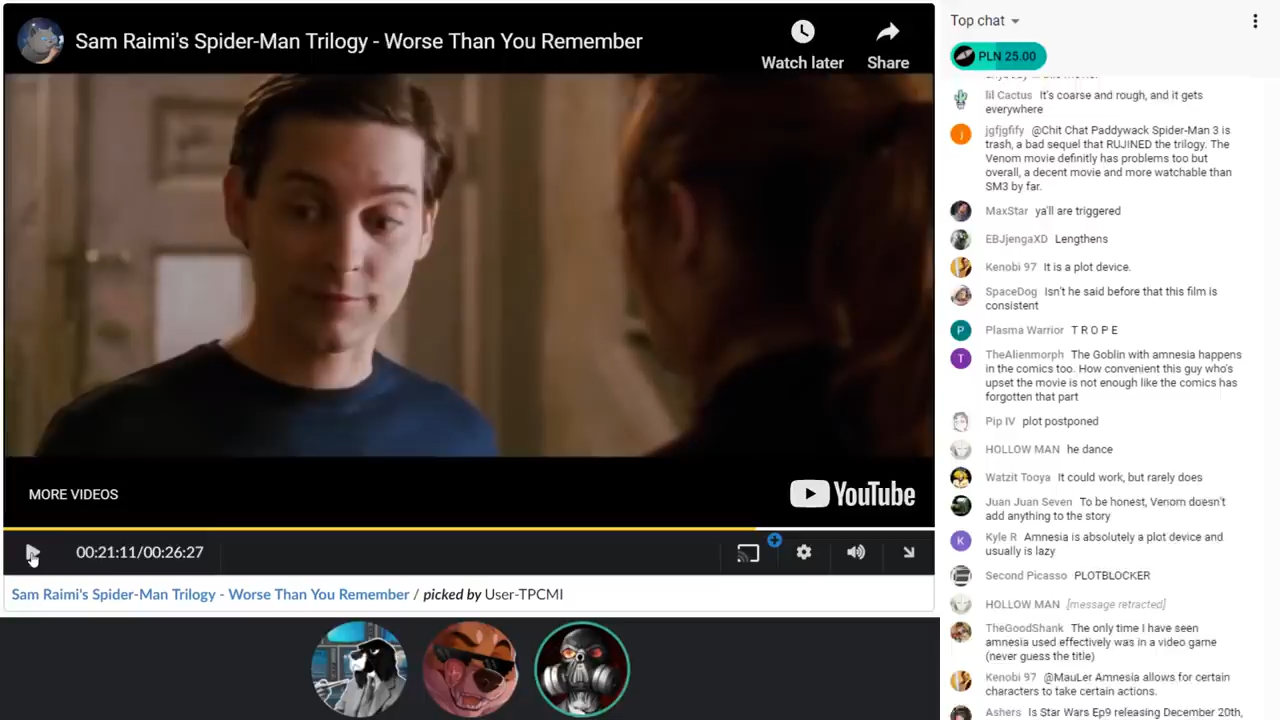 Sam Raimi's Spider-Man Trilogy - Worse Than You Remember
Watch later
Share
MORE VIDEOS
YouTube
00:21:11/00:26:27
Sam Raimi's Spider-Man Trilogy - Worse Than You Remember / picked by User-TPCMI
Top chat
PLN 25.00
lil Cactus It's coarse and rough, and it gets
everywhere
jgfjgfify @Chit Chat Paddywack Spider-Man 3 is
trash, a bad sequel that RUJINED the trilogy. The
Venom movie definitly has problems too but
overall, a decent movie and more watchable than
SM3 by far.
MaxStar ya'll are triggered
EBJjengaXD Lengthens
Kenobi 97 It is a plot device.
SpaceDog Isn't he said before that this film is
consistent
P
Plasma Warrior T R O P E
T
TheAlienmorph The Goblin with amnesia happens
in the comics too. How convenient this guy who's
upset the movie is not enough like the comics has
forgotten that part
Pip IV plot postponed
HOLLOW MAN he dance
Watzit Tooya It could work, but rarely does
Juan Juan Seven To be honest, Venom doesn't
add anything to the story
K
Kyle R Amnesia is absolutely a plot device and
usually is lazy
Second Picasso PLOTBLOCKER
HOLLOW MAN [message retracted]
TheGoodShank The only time I have seen
amnesia used effectively was in a video game
(never guess the title)
Kenobi 97 @MauLer Amnesia allows for certain
characters to take certain actions.
Ashers Is Star Wars Ep9 releasing December 20th,